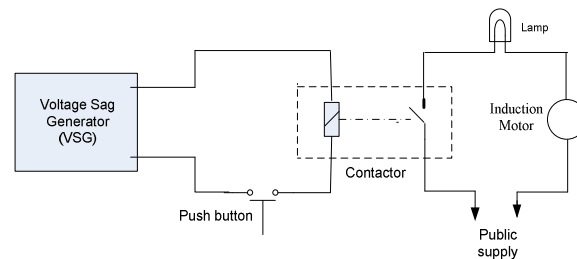 Voltage Sag
Generator
(VSG)
Push button
Contactor
Lamp
Induction
Motor
Public
supply